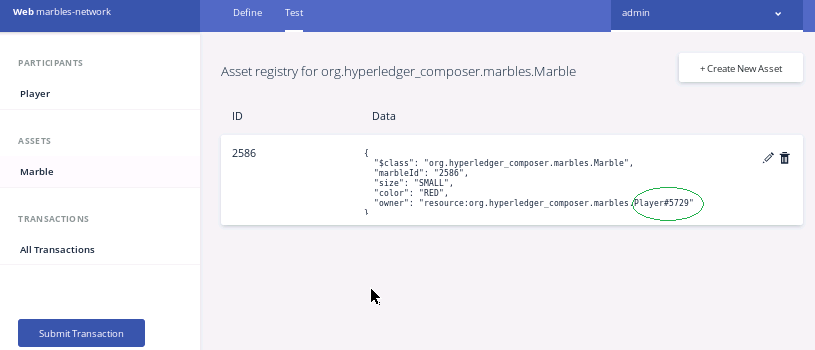 Web marbles-network
Define
Test
admin
PARTICIPANTS
Player
ASSETS
Marble
TRANSACTIONS
All Transactions
Submit Transaction
Asset registry for org.hyperledger_composer.marbles.Marble
+ Create New Asset
ID
Data
2586
{
"$class": "org.hyperledger_composer.marbles.Marble",
"marbleId": "2586",
"size": "SMALL",
"color": "RED",
"owner": "resource:org.hyperledger_composer.marbles.Player#5729"
}